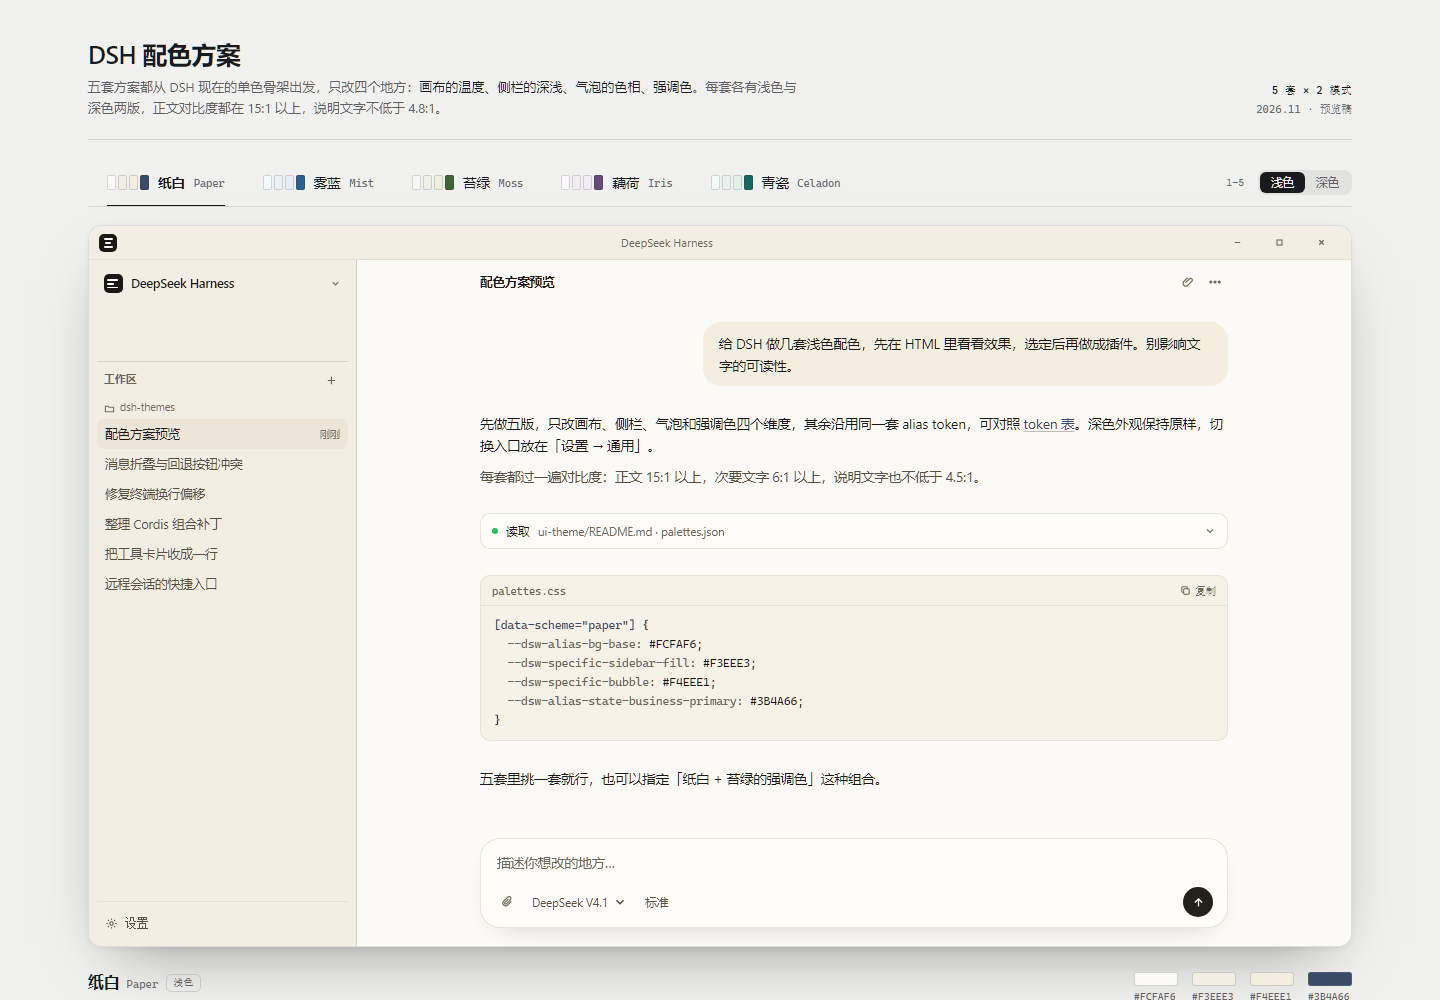 DSH 配色方案
五套方案都从 DSH 现在的单色骨架出发，只改四个地方：画布的温度、侧栏的深浅、气泡的色相、强调色。每套各有浅色与
深色两版，正文对比度都在 15:1 以上，说明文字不低于 4.8:1。
5 套 × 2 模式
2026.11 · 预览稿
纸白 Paper
雾蓝 Mist
苔绿 Moss
藕荷 Iris
青瓷 Celadon
1–5
浅色 深色
DeepSeek Harness
DeepSeek Harness
工作区
dsh-themes
配色方案预览 刚刚
消息折叠与回退按钮冲突
修复终端换行偏移
整理 Cordis 组合补丁
把工具卡片收成一行
远程会话的快捷入口
设置
配色方案预览
给 DSH 做几套浅色配色，先在 HTML 里看看效果，选定后再做成插件。别影响文
字的可读性。
先做五版，只改画布、侧栏、气泡和强调色四个维度，其余沿用同一套 alias token，可对照 token 表。深色外观保持原样，切
换入口放在「设置 → 通用」。
每套都过一遍对比度：正文 15:1 以上，次要文字 6:1 以上，说明文字也不低于 4.5:1。
读取 ui-theme/README.md · palettes.json
palettes.css 复制
[data-scheme="paper"] {
--dsw-alias-bg-base: #FCFAF6;
--dsw-specific-sidebar-fill: #F3EEE3;
--dsw-specific-bubble: #F4EEE1;
--dsw-alias-state-business-primary: #3B4A66;
}
五套里挑一套就行，也可以指定「纸白 + 苔绿的强调色」这种组合。
描述你想改的地方…
DeepSeek V4.1 标准
纸白 Paper 浅色
#FCFAF6 #F3EEE3 #F4EEE1 #3B4A66